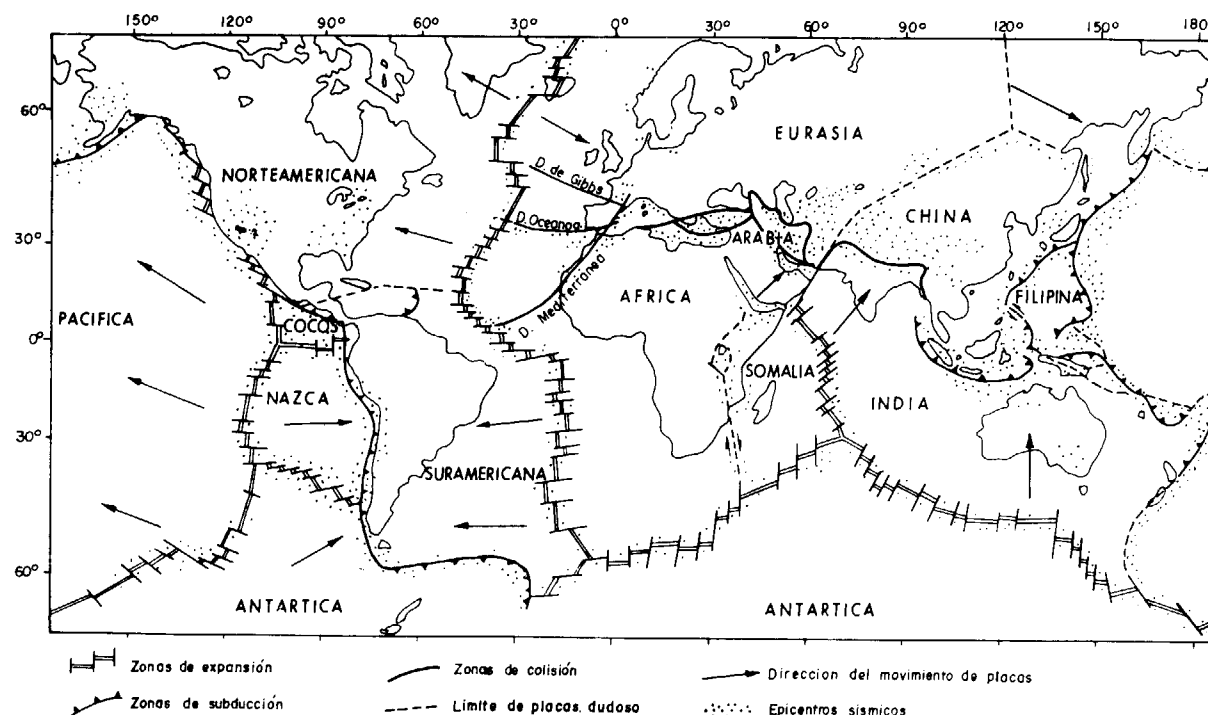 150° 120° 90° 60° 30° 0° 30° 60° 90° 120° 150° 180°
60°
EURASIA
NORTEAMERICANA
D. de Gibbs
CHINA
D. Oceanog
ARABIA
30°
D. Mediterranea
AFRICA
FILIPINA
PACIFICA
COCOS
0°
SOMALIA
NAZCA
INDIA
30°
SURAMERICANA
60°
ANTARTICA
ANTARTICA
Zonas de expansión
Zonas de colisión
Direccion del movimiento de placas
Zonas de subducción
Limite de placas, dudoso
Epicentros sísmicos